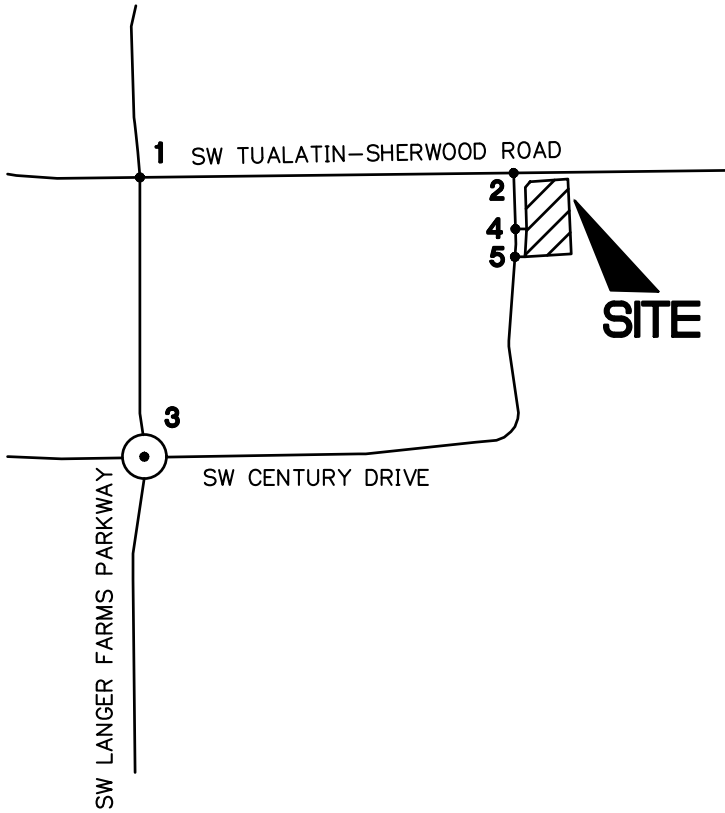 1
SW TUALATIN-SHERWOOD ROAD
2
4
5
SITE
3
SW CENTURY DRIVE
SW LANGER FARMS PARKWAY